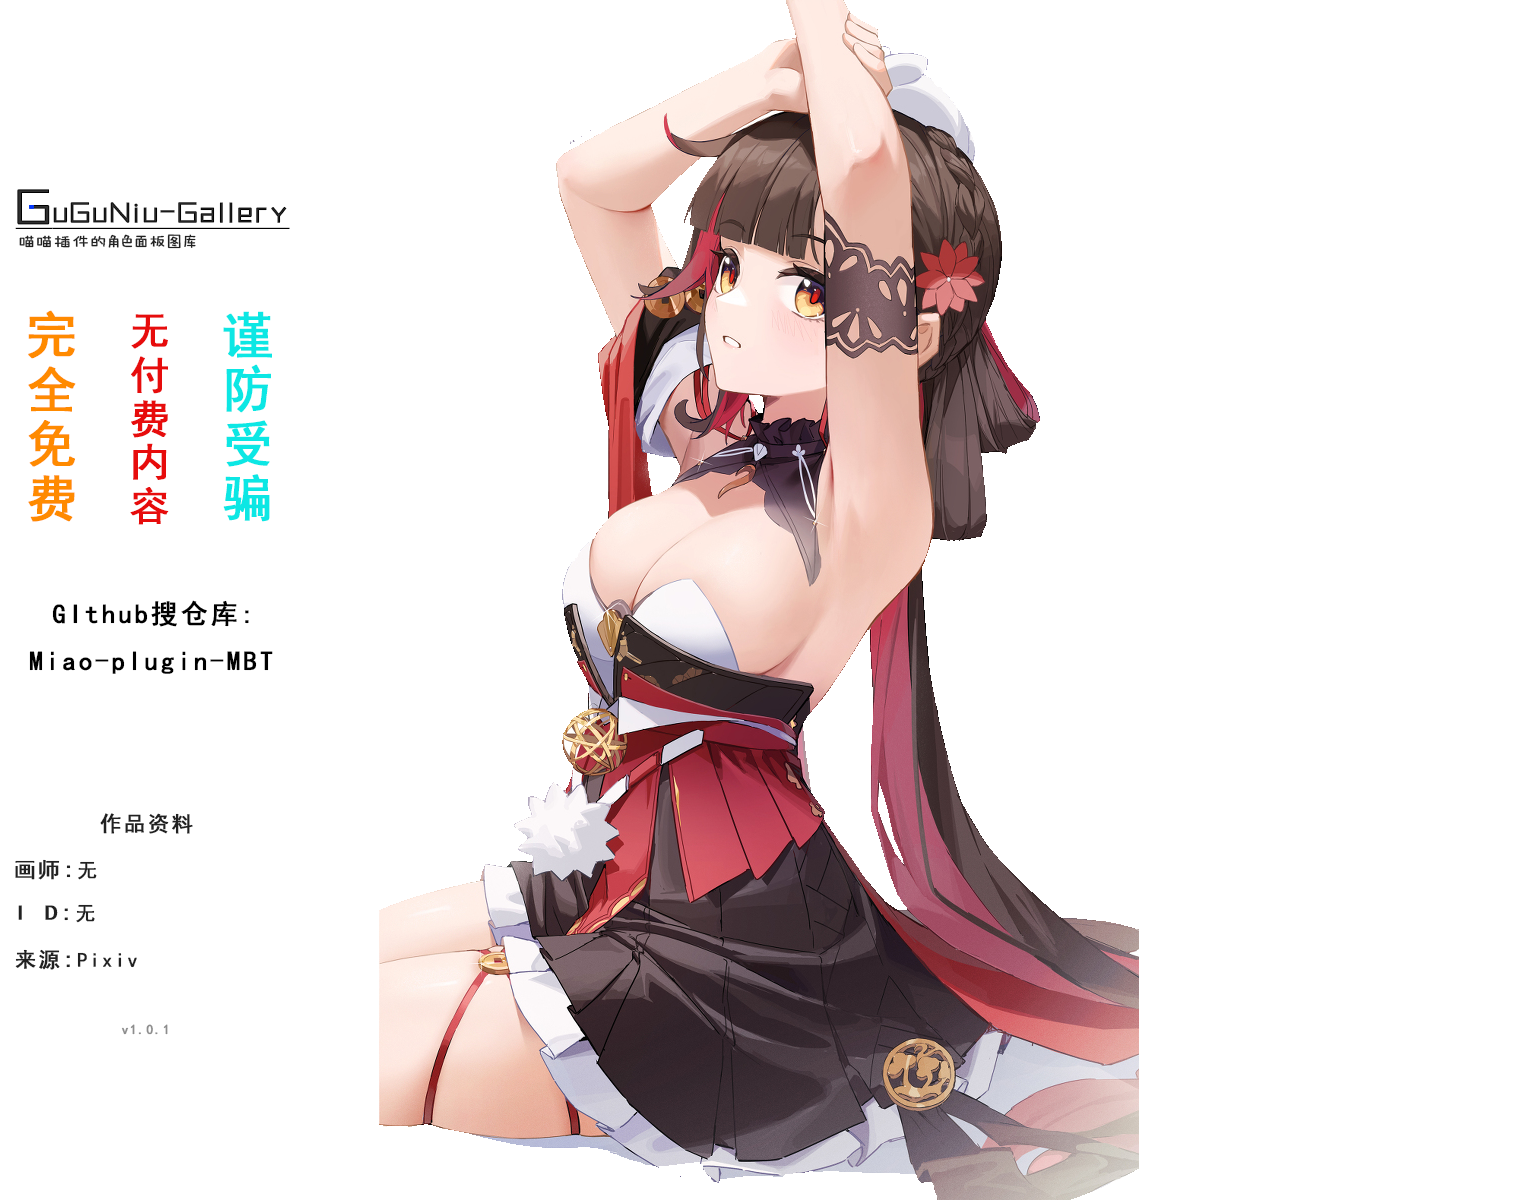 GuGuNiu-Gallery
喵喵插件的角色面板图库
完全免费
无付费内容
谨防受骗
GIthub搜仓库:
Miao-plugin-MBT
作品资料
画师:无
I D:无
来源:Pixiv
v1.0.1